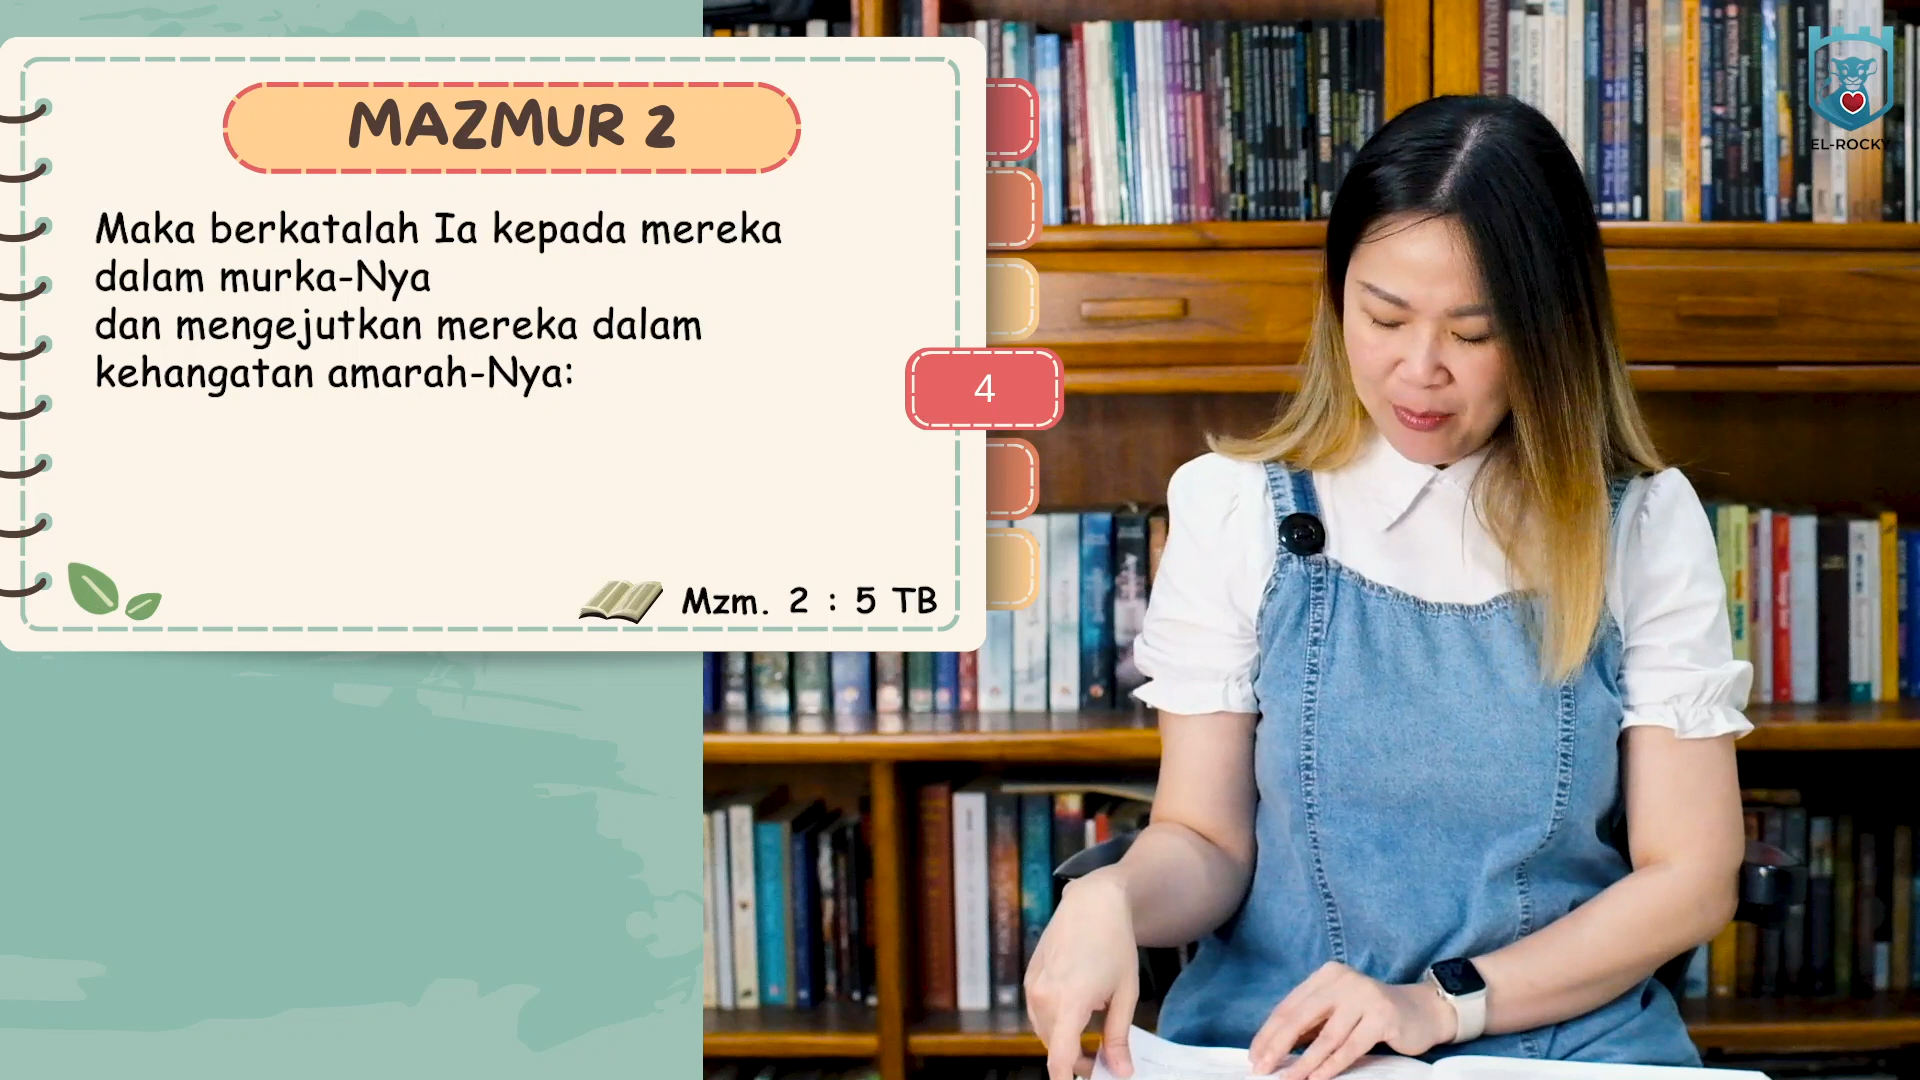 MAZMUR 2
Maka berkatalah Ia kepada mereka
dalam murka-Nya
dan mengejutkan mereka dalam
kehangatan amarah-Nya:
4
Mzm. 2 : 5 TB
EL-ROCKY